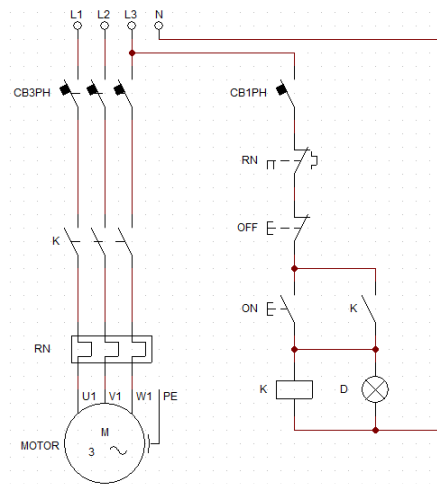 L1 L2 L3 N
CB3PH CB1PH
RN
OFF
K
ON K
RN
K D
U1 V1 W1 PE
M
MOTOR 3